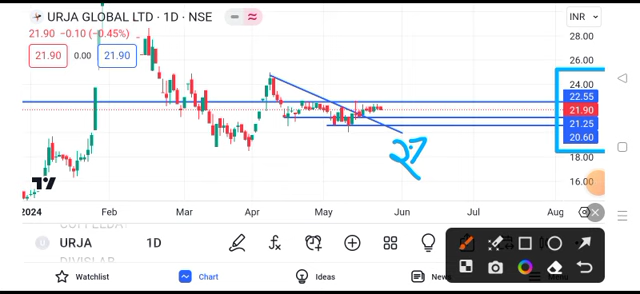 URJA GLOBAL LTD · 1D · NSE
INR
21.90 −0.10 (−0.45%)
21.90 0.00 21.90
28.00
26.00
24.00
22.55
21.90
21.25
20.60
18.00
16.00
2024 Feb Mar Apr May Jun Jul Aug
URJA 1D
Watchlist Chart Ideas News Menu